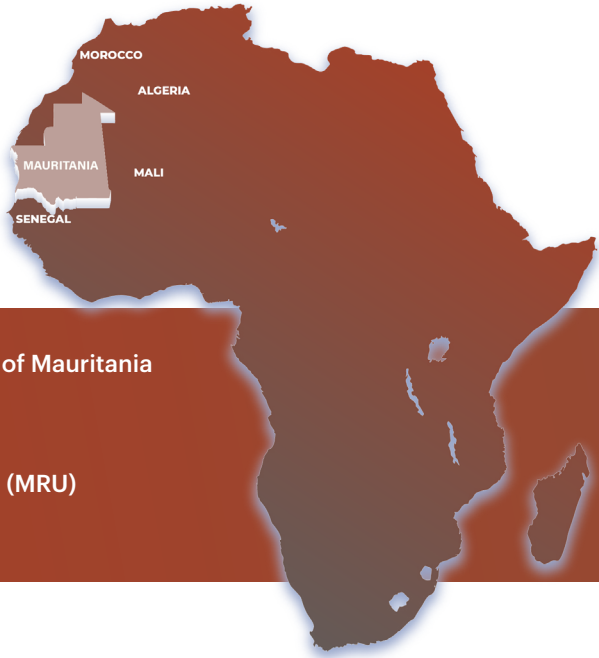 MOROCCO
ALGERIA
MAURITANIA
MALI
SENEGAL
of Mauritania
(MRU)